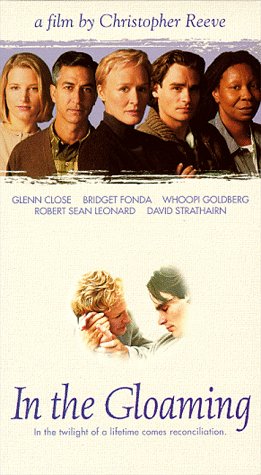 a film by Christopher Reeve
GLENN CLOSE BRIDGET FONDA WHOOPI GOLDBERG
ROBERT SEAN LEONARD DAVID STRATHAIRN
In the Gloaming
In the twilight of a lifetime comes reconciliation.